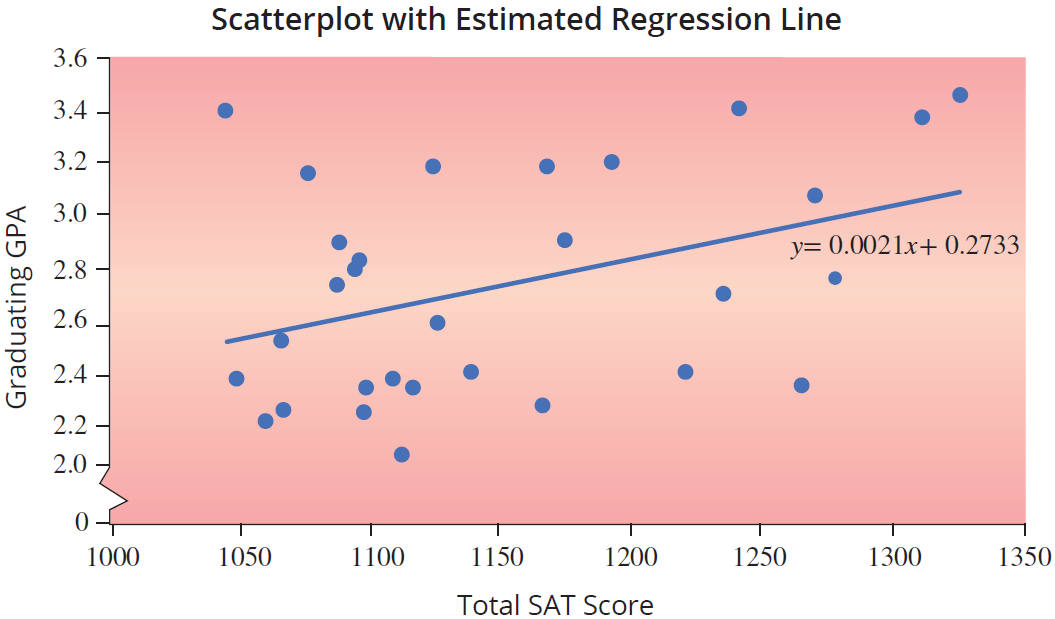 Scatterplot with Estimated Regression Line
3.6
3.4
3.2
3.0
2.8
2.6
2.4
2.2
2.0
0
Graduating GPA
y= 0.0021x+ 0.2733
1000 1050 1100 1150 1200 1250 1300 1350
Total SAT Score